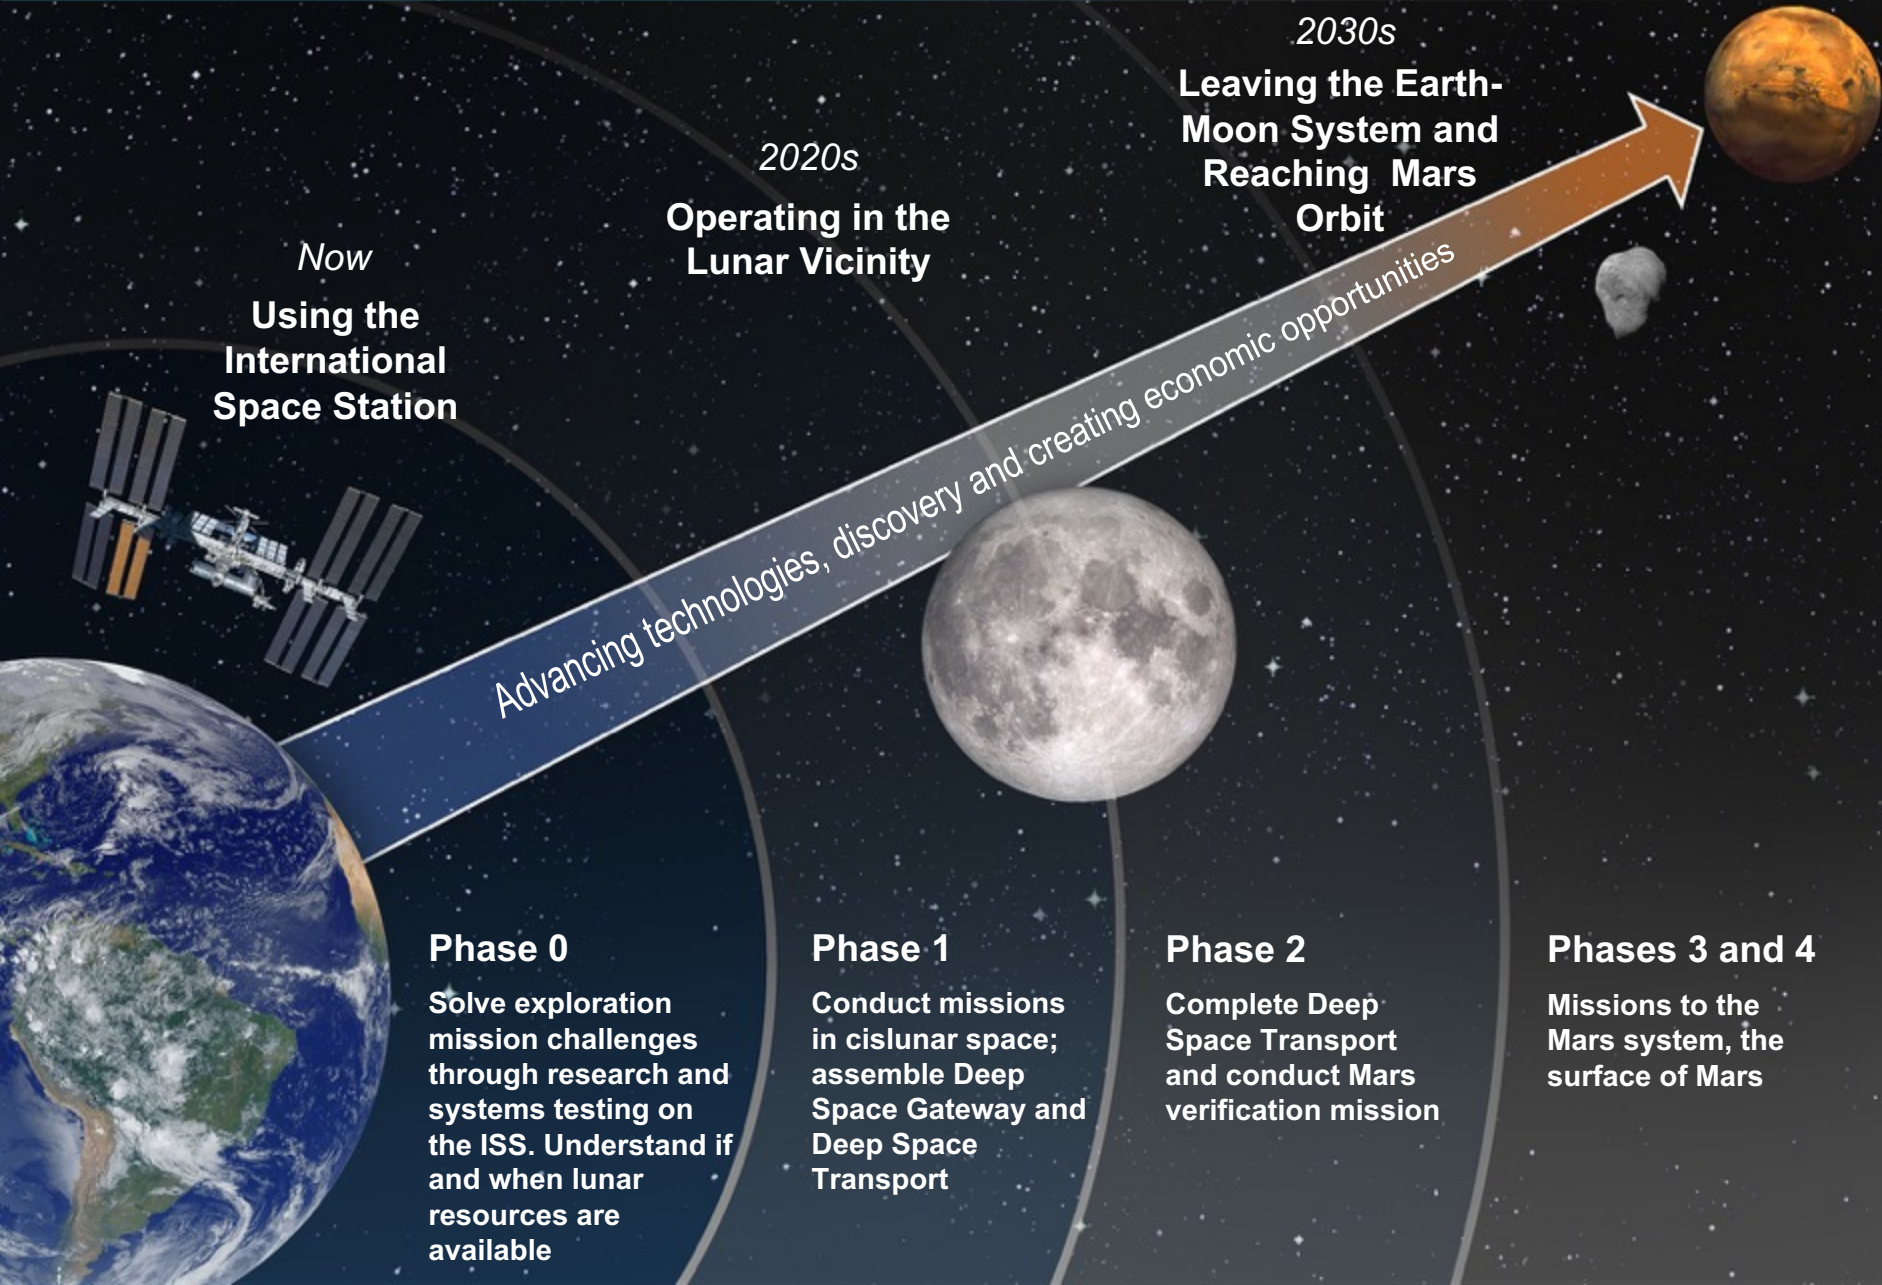 Now
Using the
International
Space Station
2020s
Operating in the
Lunar Vicinity
2030s
Leaving the Earth-
Moon System and
Reaching Mars
Orbit
Advancing technologies, discovery and creating economic opportunities
Phase 0
Solve exploration
mission challenges
through research and
systems testing on
the ISS. Understand if
and when lunar
resources are
available
Phase 1
Conduct missions
in cislunar space;
assemble Deep
Space Gateway and
Deep Space
Transport
Phase 2
Complete Deep
Space Transport
and conduct Mars
verification mission
Phases 3 and 4
Missions to the
Mars system, the
surface of Mars